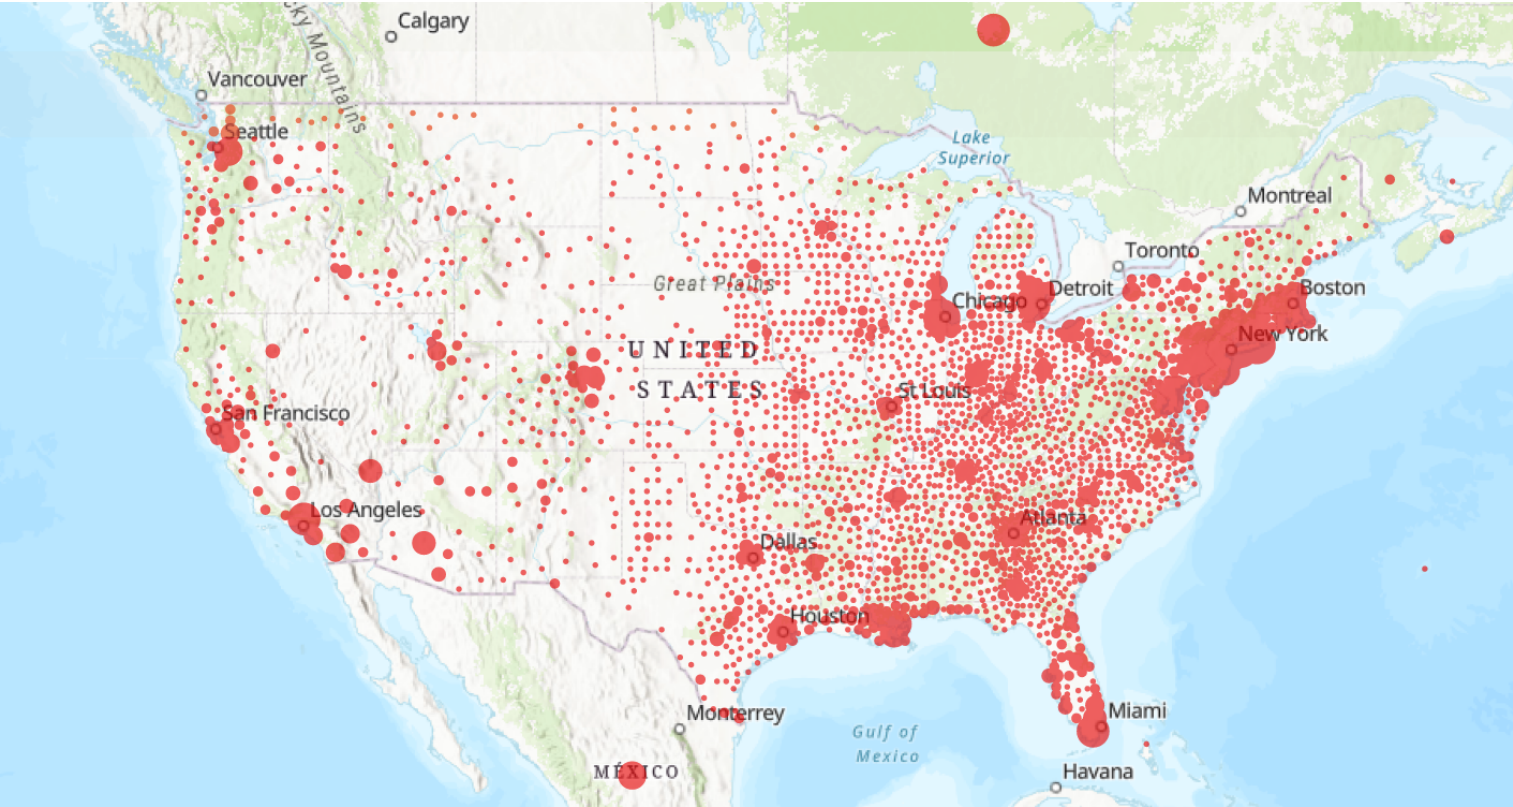 Calgary
ky Mountains
Vancouver
Seattle
Lake
Superior
Montreal
Toronto
Great Plains
Detroit
Boston
Chicago
New York
UNITED
STATES
St Louis
San Francisco
Los Angeles
Atlanta
Dallas
Houston
Monterrey
Miami
Gulf of
Mexico
MÉXICO
Havana